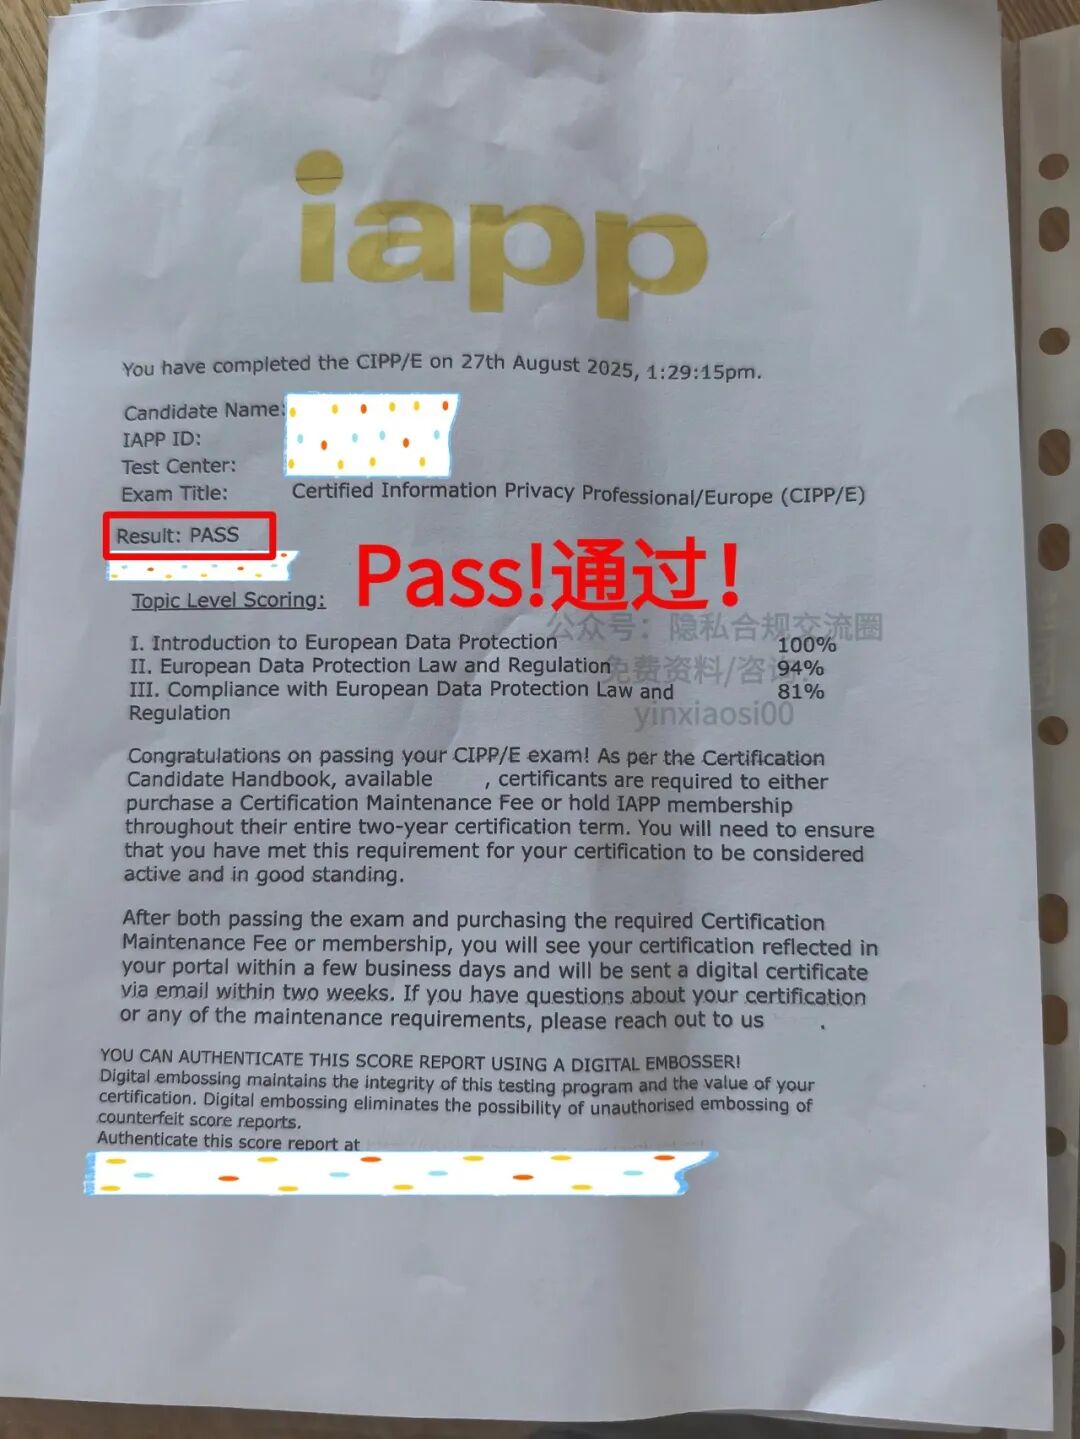 iapp
You have completed the CIPP/E on 27th August 2025, 1:29:15pm.
Candidate Name:
IAPP ID:
Test Center:
Exam Title: Certified Information Privacy Professional/Europe (CIPP/E)
Result: PASS
Pass!通过！
Topic Level Scoring:
公众号：隐私合规交流圈
I. Introduction to European Data Protection 100%
II. European Data Protection Law and Regulation 94%
免费资料/咨询：
III. Compliance with European Data Protection Law and 81%
Regulation
yinxiaosi00
Congratulations on passing your CIPP/E exam! As per the Certification
Candidate Handbook, available , certificants are required to either
purchase a Certification Maintenance Fee or hold IAPP membership
throughout their entire two-year certification term. You will need to ensure
that you have met this requirement for your certification to be considered
active and in good standing.
After both passing the exam and purchasing the required Certification
Maintenance Fee or membership, you will see your certification reflected in
your portal within a few business days and will be sent a digital certificate
via email within two weeks. If you have questions about your certification
or any of the maintenance requirements, please reach out to us .
YOU CAN AUTHENTICATE THIS SCORE REPORT USING A DIGITAL EMBOSSER!
Digital embossing maintains the integrity of this testing program and the value of your
certification. Digital embossing eliminates the possibility of unauthorised embossing of
counterfeit score reports.
Authenticate this score report at